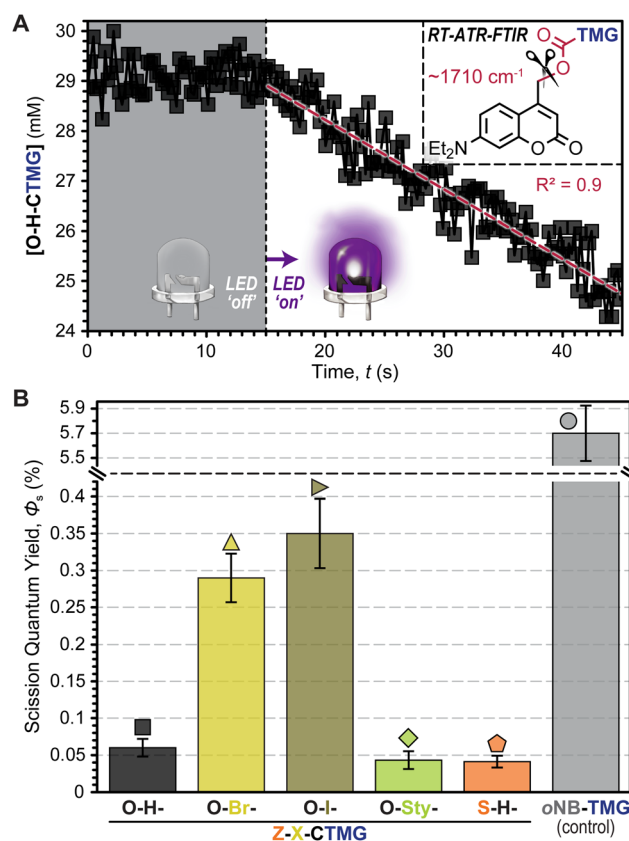 A
30
29
28
27
26
25
24
[O-H-CTMG] (mM)
RT-ATR-FTIR
O
TMG
O
~1710 cm⁻¹
Et₂N
O
O
R² = 0.9
LED
'off'
LED
'on'
0
10
20
30
40
Time, t (s)
B
5.9
5.7
5.5
0.4
0.35
0.3
0.25
0.2
0.15
0.1
0.05
0
Scission Quantum Yield, Φs (%)
O-H-
O-Br-
O-I-
O-Sty-
S-H-
oNB-TMG
(control)
Z-X-CTMG